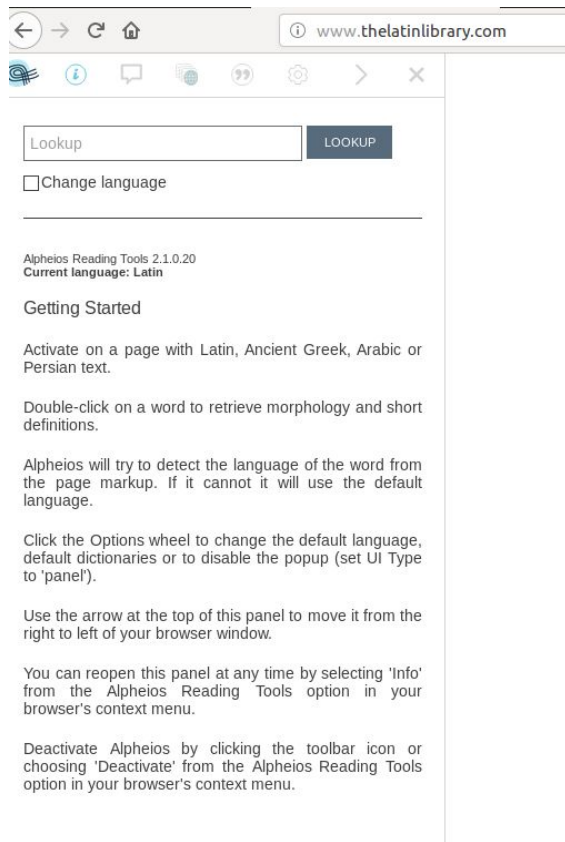 www.thelatinlibrary.com
Lookup
LOOKUP
Change language
Alpheios Reading Tools 2.1.0.20
Current language: Latin
Getting Started
Activate on a page with Latin, Ancient Greek, Arabic or
Persian text.
Double-click on a word to retrieve morphology and short
definitions.
Alpheios will try to detect the language of the word from
the page markup. If it cannot it will use the default
language.
Click the Options wheel to change the default language,
default dictionaries or to disable the popup (set UI Type
to 'panel').
Use the arrow at the top of this panel to move it from the
right to left of your browser window.
You can reopen this panel at any time by selecting 'Info'
from the Alpheios Reading Tools option in your
browser's context menu.
Deactivate Alpheios by clicking the toolbar icon or
choosing 'Deactivate' from the Alpheios Reading Tools
option in your browser's context menu.